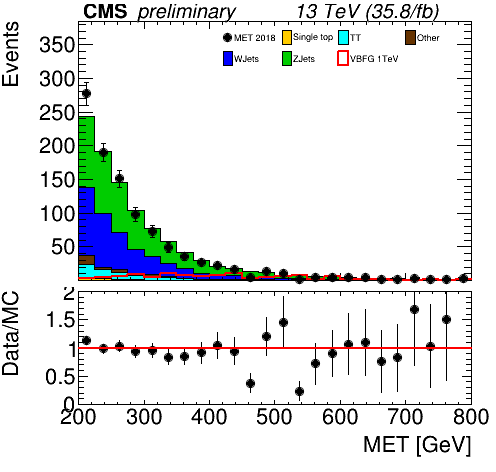 CMS preliminary 13 TeV (35.8/fb)
Events
MET 2018 Single top TT Other
WJets ZJets VBFG 1TeV
350
300
250
200
150
100
50
Data/MC
2
1.5
1
0.5
0
200 300 400 500 600 700 800
MET [GeV]